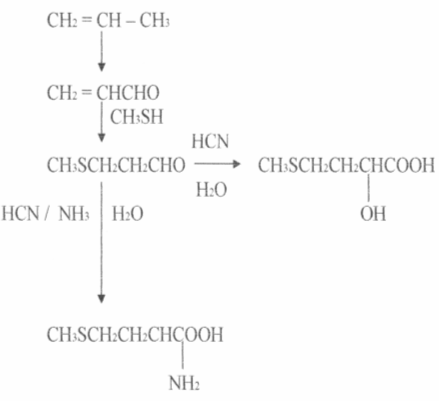 CH₂ = CH – CH₃
CH₂ = CHCHO
CH₃SH
HCN
CH₃SCH₂CH₂CHO
CH₃SCH₂CH₂CHCOOH
H₂O
OH
HCN / NH₃ H₂O
CH₃SCH₂CH₂CHCOOH
NH₂